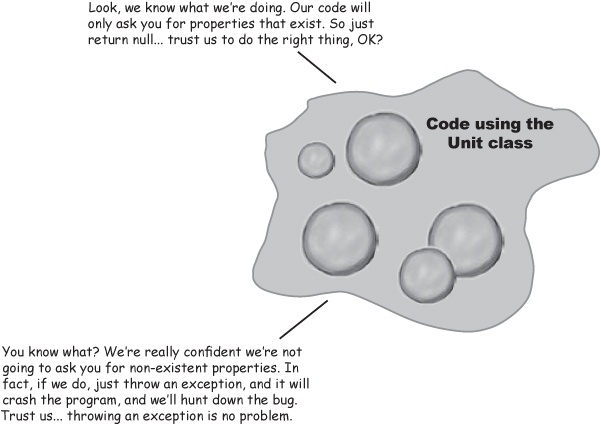 Look, we know what we're doing. Our code will
only ask you for properties that exist. So just
return null... trust us to do the right thing, OK?
Code using the
Unit class
You know what? We're really confident we're not
going to ask you for non-existent properties. In
fact, if we do, just throw an exception, and it will
crash the program, and we'll hunt down the bug.
Trust us... throwing an exception is no problem.